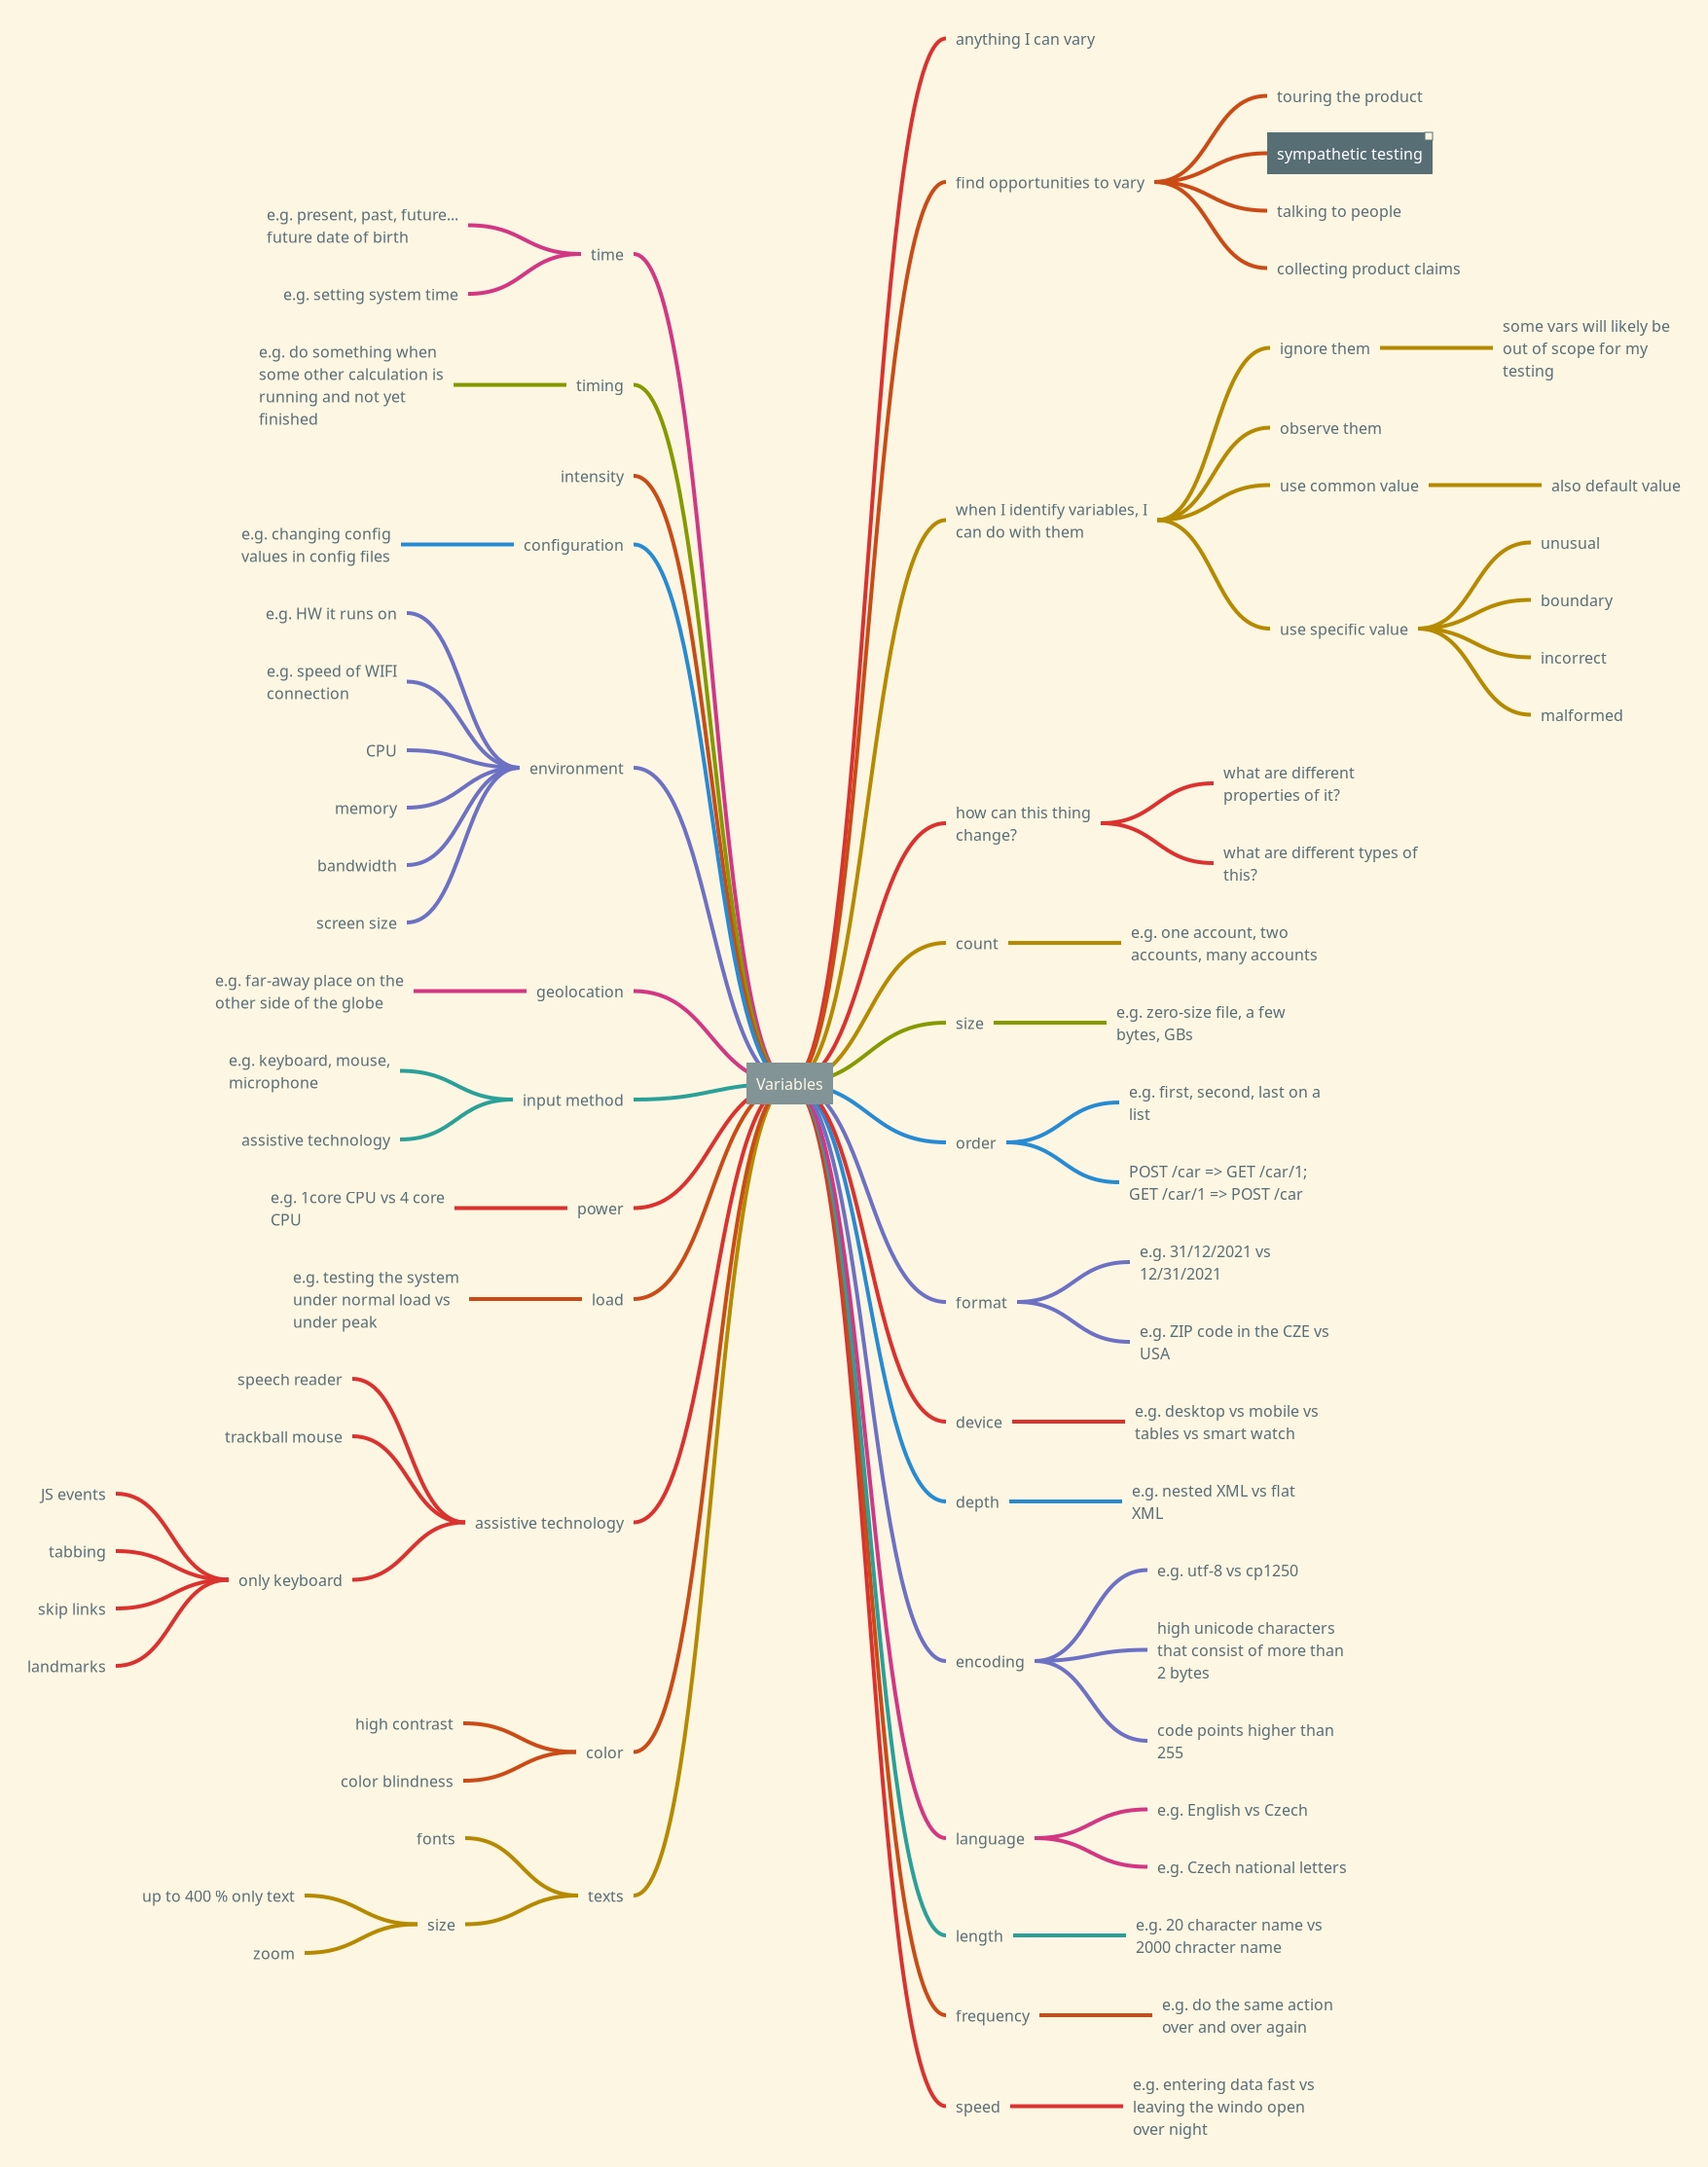 Variables
anything I can vary
find opportunities to vary
touring the product
sympathetic testing
talking to people
collecting product claims
when I identify variables, I
can do with them
ignore them
some vars will likely be
out of scope for my
testing
observe them
use common value
also default value
use specific value
unusual
boundary
incorrect
malformed
how can this thing
change?
what are different
properties of it?
what are different types of
this?
count
e.g. one account, two
accounts, many accounts
size
e.g. zero-size file, a few
bytes, GBs
order
e.g. first, second, last on a
list
POST /car => GET /car/1;
GET /car/1 => POST /car
format
e.g. 31/12/2021 vs
12/31/2021
e.g. ZIP code in the CZE vs
USA
device
e.g. desktop vs mobile vs
tables vs smart watch
depth
e.g. nested XML vs flat
XML
encoding
e.g. utf-8 vs cp1250
high unicode characters
that consist of more than
2 bytes
code points higher than
255
language
e.g. English vs Czech
e.g. Czech national letters
length
e.g. 20 character name vs
2000 chracter name
frequency
e.g. do the same action
over and over again
speed
e.g. entering data fast vs
leaving the windo open
over night
time
e.g. present, past, future...
future date of birth
e.g. setting system time
timing
e.g. do something when
some other calculation is
running and not yet
finished
intensity
configuration
e.g. changing config
values in config files
environment
e.g. HW it runs on
e.g. speed of WIFI
connection
CPU
memory
bandwidth
screen size
geolocation
e.g. far-away place on the
other side of the globe
input method
e.g. keyboard, mouse,
microphone
assistive technology
power
e.g. 1core CPU vs 4 core
CPU
load
e.g. testing the system
under normal load vs
under peak
assistive technology
speech reader
trackball mouse
only keyboard
JS events
tabbing
skip links
landmarks
color
high contrast
color blindness
texts
fonts
size
up to 400 % only text
zoom